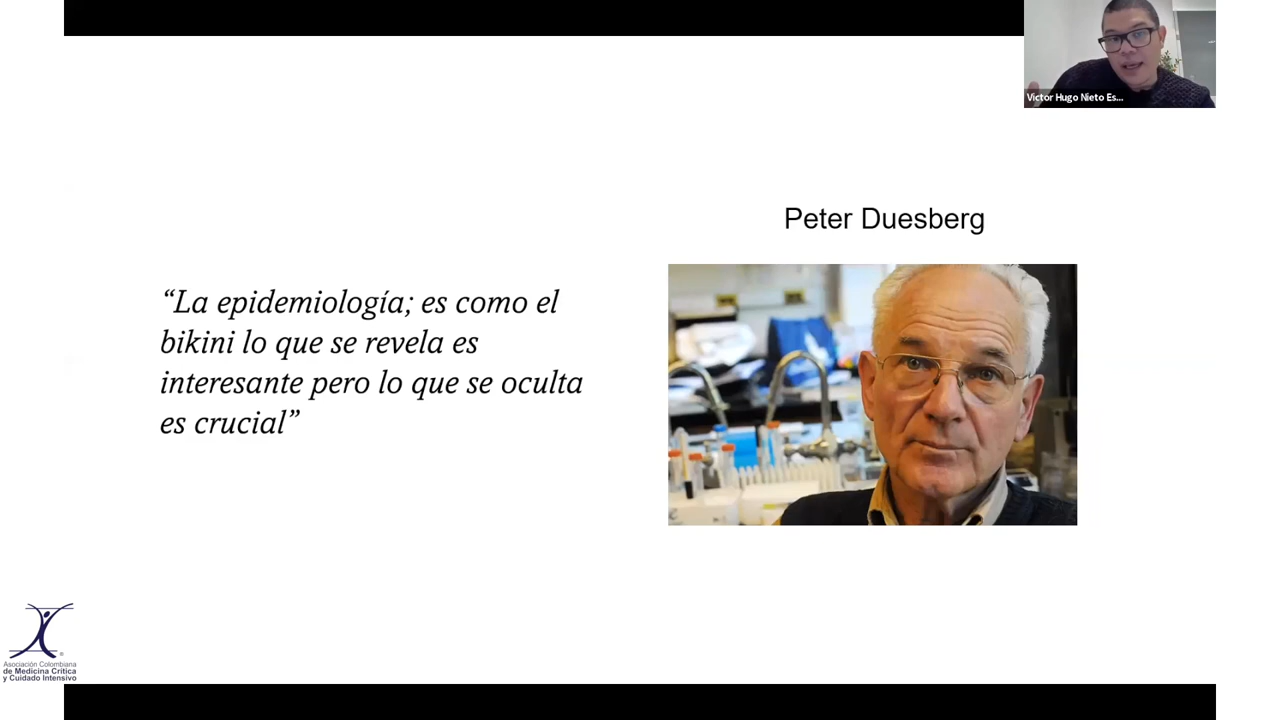 Victor Hugo Nieto Es...
Peter Duesberg
“La epidemiología; es como el
bikini lo que se revela es
interesante pero lo que se oculta
es crucial”
Asociación Colombiana
de Medicina Crítica
y Cuidado Intensivo